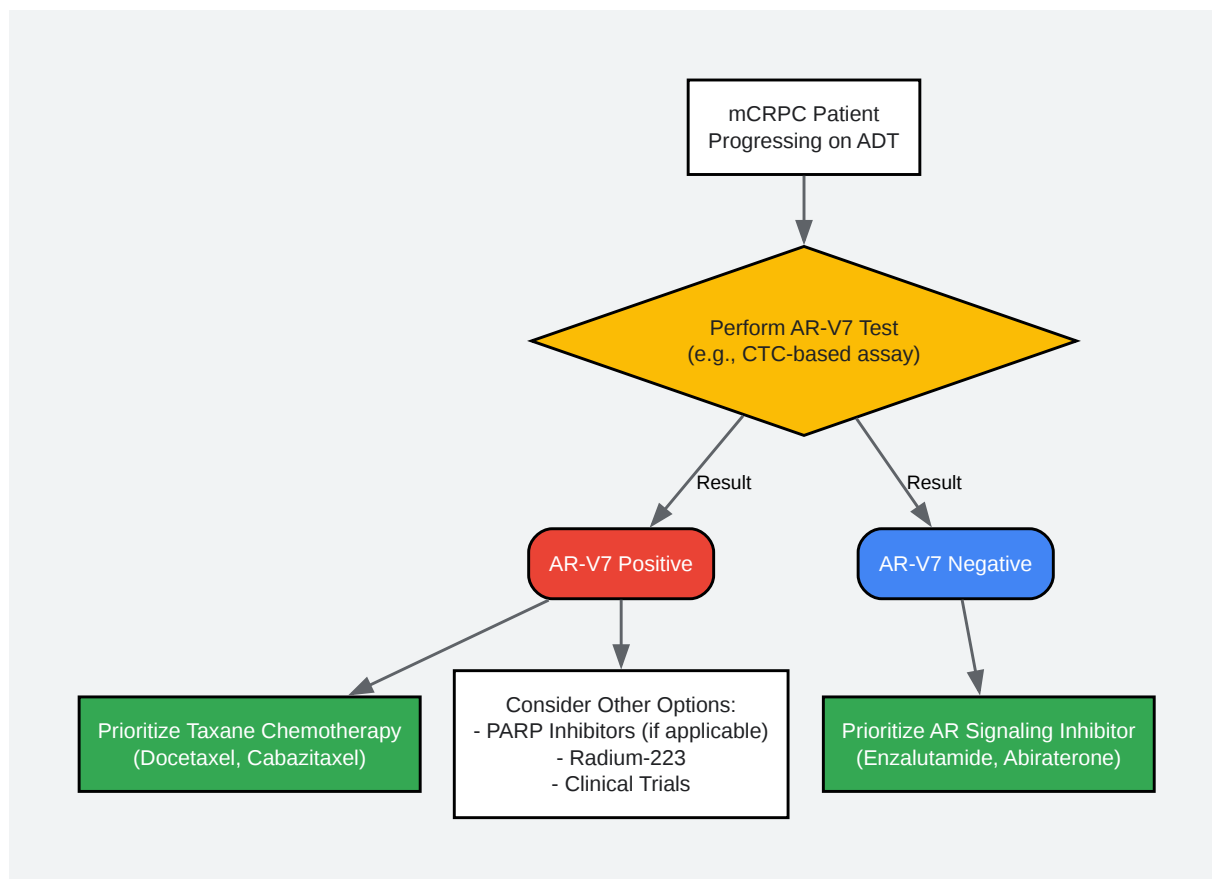 mCRPC Patient
Progressing on ADT
Perform AR-V7 Test
(e.g., CTC-based assay)
Result
Result
AR-V7 Positive
AR-V7 Negative
Prioritize Taxane Chemotherapy
(Docetaxel, Cabazitaxel)
Consider Other Options:
- PARP Inhibitors (if applicable)
- Radium-223
- Clinical Trials
Prioritize AR Signaling Inhibitor
(Enzalutamide, Abiraterone)